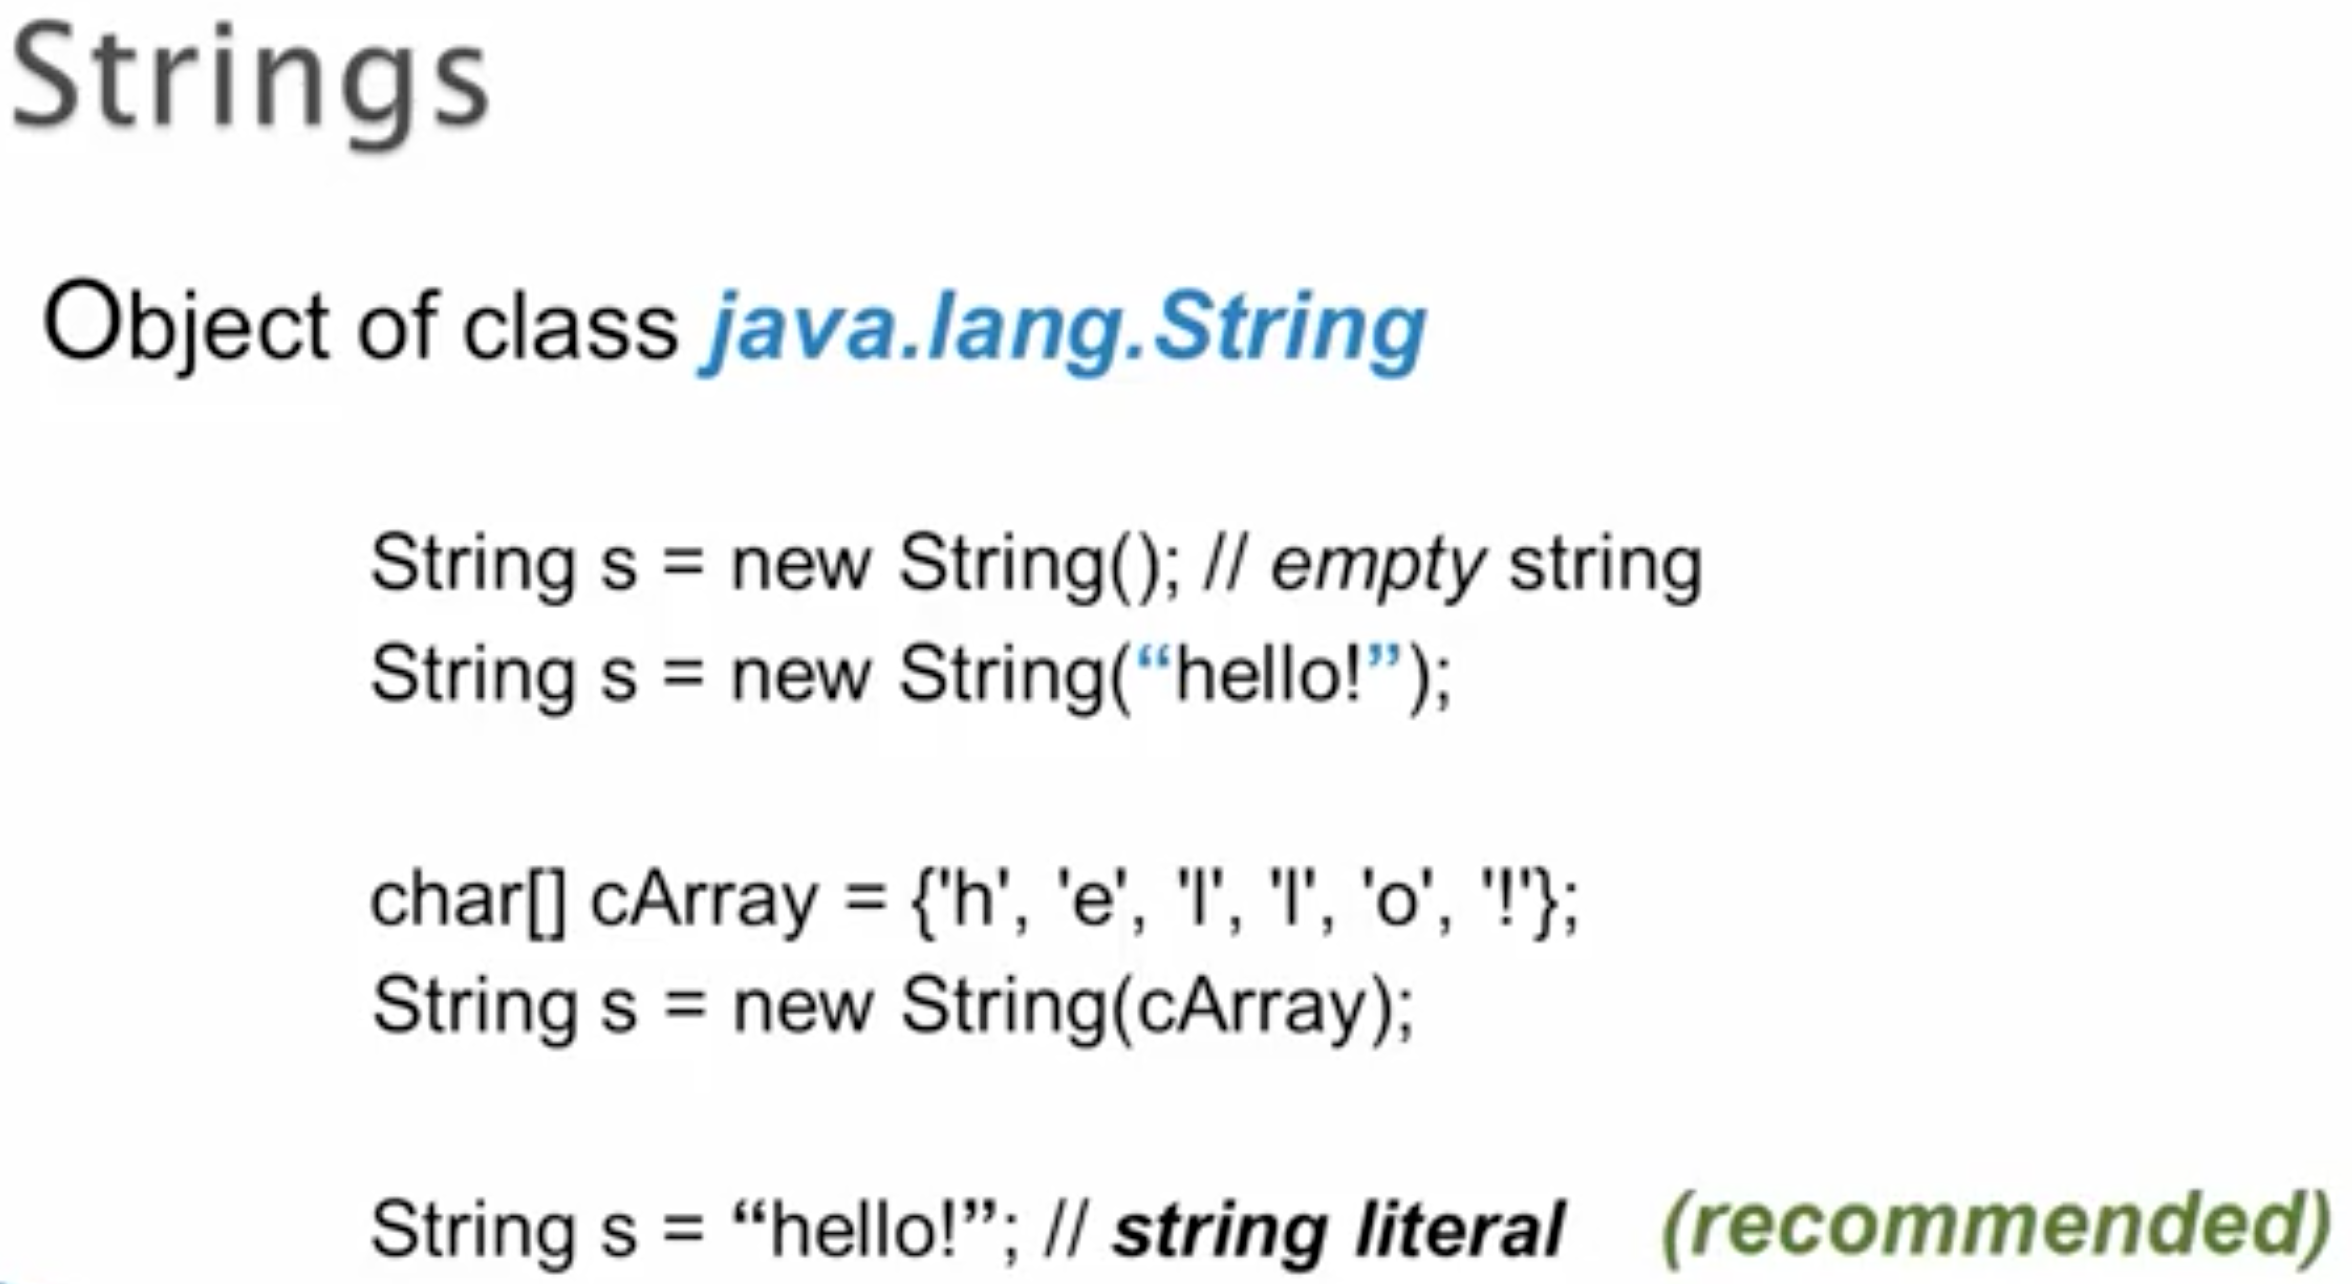 Strings
Object of class java.lang.String
String s = new String(); // empty string
String s = new String(“hello!”);
char[] cArray = {'h', 'e', 'l', 'l', 'o', '!'};
String s = new String(cArray);
String s = “hello!”; // string literal (recommended)